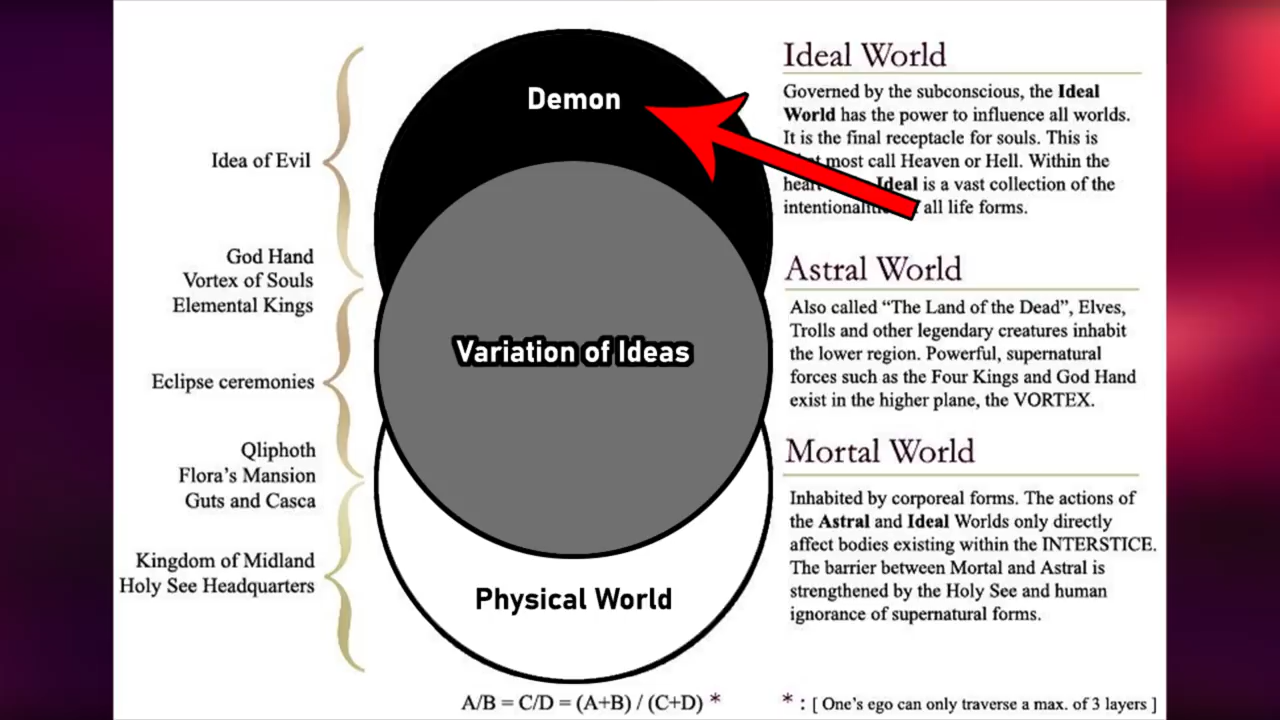 Idea of Evil
God Hand
Vortex of Souls
Elemental Kings
Eclipse ceremonies
Qliphoth
Flora's Mansion
Guts and Casca
Kingdom of Midland
Holy See Headquarters
Demon
Variation of Ideas
Physical World
A/B = C/D = (A+B) / (C+D) *
Ideal World
Governed by the subconscious, the Ideal
World has the power to influence all worlds.
It is the final receptacle for souls. This is
most call Heaven or Hell. Within the
Ideal is a vast collection of the
all life forms.
Astral World
Also called “The Land of the Dead”, Elves,
Trolls and other legendary creatures inhabit
the lower region. Powerful, supernatural
forces such as the Four Kings and God Hand
exist in the higher plane, the VORTEX.
Mortal World
Inhabited by corporeal forms. The actions of
the Astral and Ideal Worlds only directly
affect bodies existing within the INTERSTICE.
The barrier between Mortal and Astral is
strengthened by the Holy See and human
ignorance of supernatural forms.
* : [ One's ego can only traverse a max. of 3 layers ]